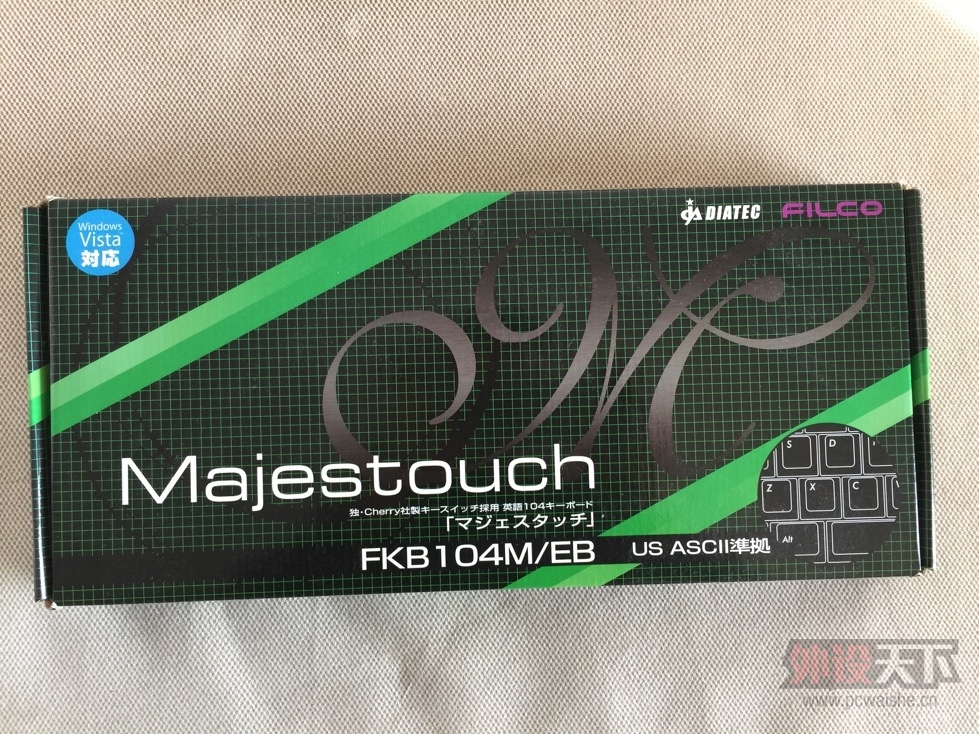 Windows
Vista
対応
DIATEC FILCO
Majestouch
独・Cherry社製キースイッチ採用 英語104キーボード
「マジェスタッチ」
FKB104M/EB
US ASCII準拠
S D
Z X C V
Alt
外设天下
www.pcwaishe.cn